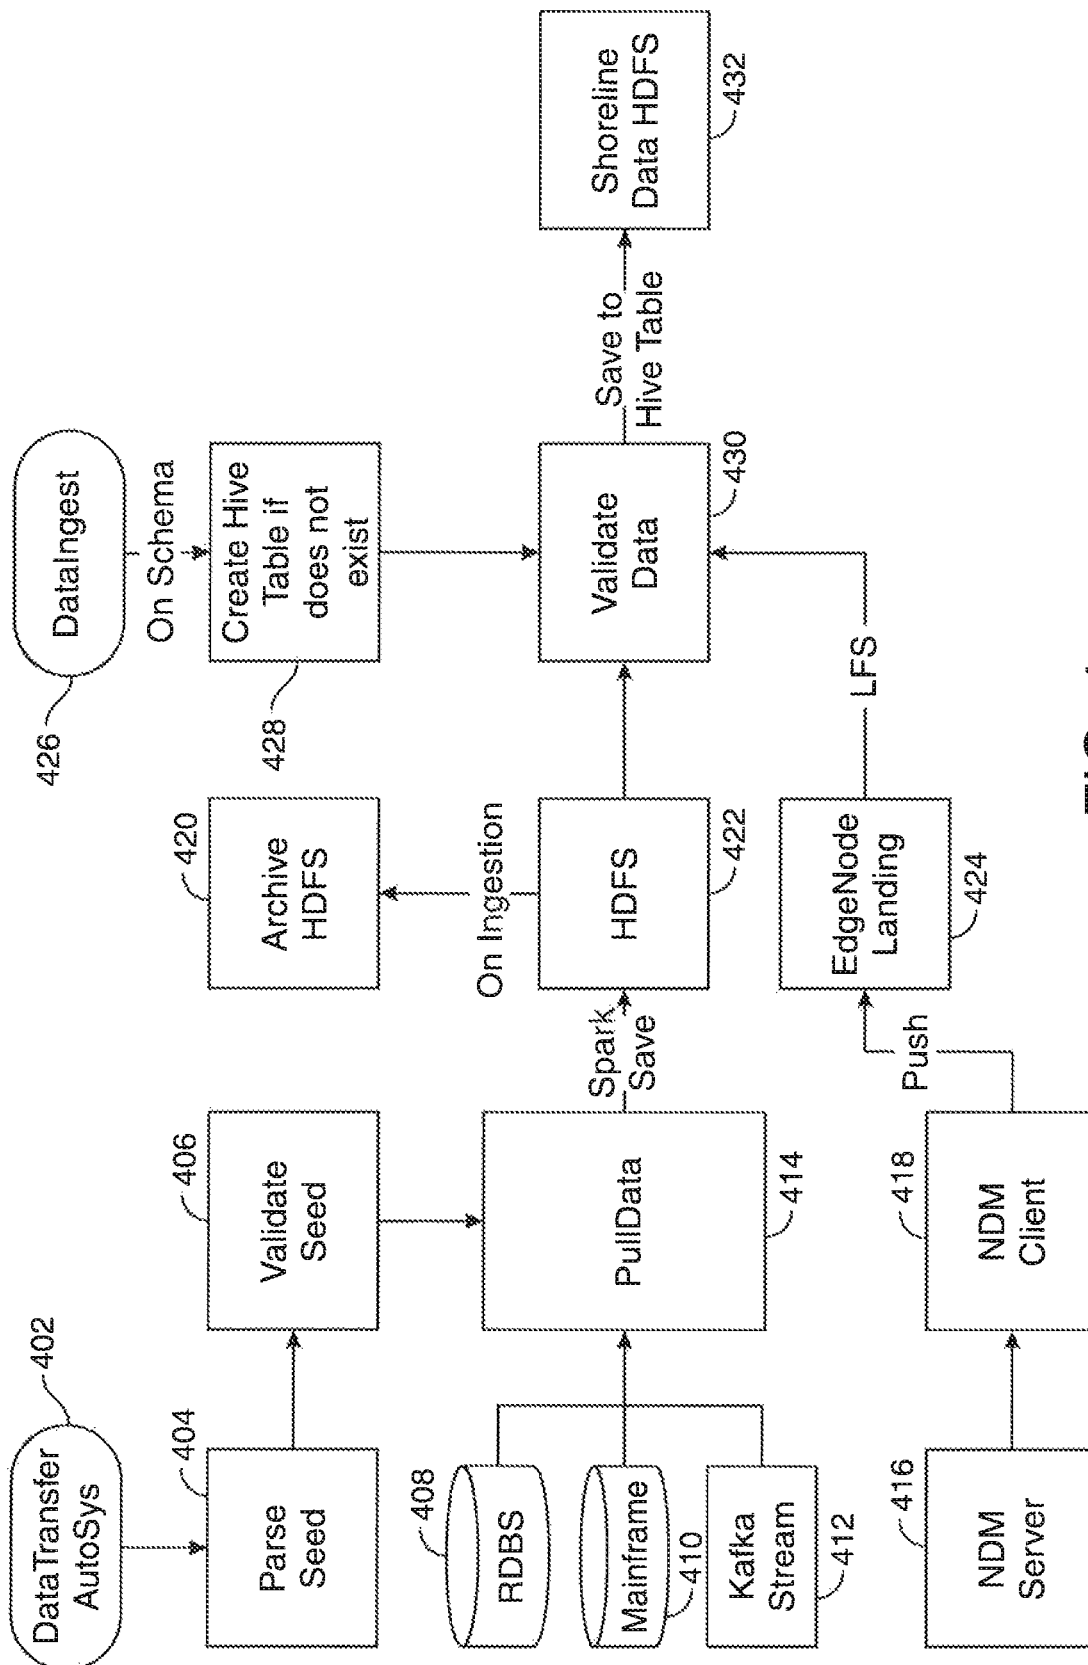 DataTransfer
AutoSys
402
404
Parse
Seed
406
Validate
Seed
408
RDBS
Mainframe
410
Kafka
Stream
412
PullData
414
Spark
Save
416
NDM
Server
418
NDM
Client
Push
420
Archive
HDFS
On Ingestion
HDFS
422
EdgeNode
Landing
424
LFS
426
DataIngest
On Schema
Create Hive
Table if
does not
exist
428
Validate
Data
430
Save to
Hive Table
Shoreline
Data HDFS
432